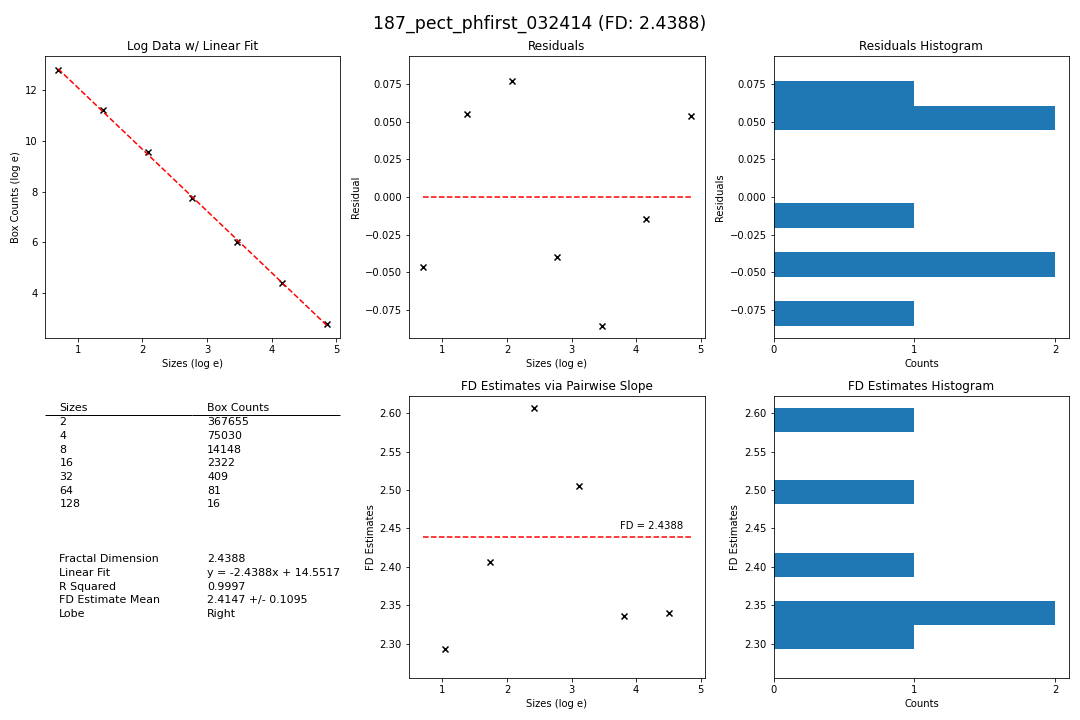 187_pect_phfirst_032414 (FD: 2.4388)
Log Data w/ Linear Fit
12
10
8
6
4
1 2 3 4 5
Box Counts (log e)
Sizes (log e)
Residuals
0.075
0.050
0.025
0.000
−0.025
−0.050
−0.075
1 2 3 4 5
Residual
Sizes (log e)
Residuals Histogram
0.075
0.050
0.025
0.000
−0.025
−0.050
−0.075
0 1 2
Residuals
Counts
Sizes Box Counts
2 367655
4 75030
8 14148
16 2322
32 409
64 81
128 16
Fractal Dimension 2.4388
Linear Fit y = -2.4388x + 14.5517
R Squared 0.9997
FD Estimate Mean 2.4147 +/- 0.1095
Lobe Right
FD Estimates via Pairwise Slope
2.60
2.55
2.50
2.45
2.40
2.35
2.30
FD = 2.4388
1 2 3 4 5
FD Estimates
Sizes (log e)
FD Estimates Histogram
2.60
2.55
2.50
2.45
2.40
2.35
2.30
0 1 2
FD Estimates
Counts